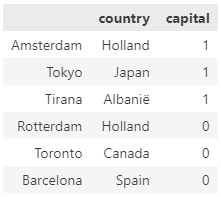 country capital
Amsterdam Holland 1
Tokyo Japan 1
Tirana Albanië 1
Rotterdam Holland 0
Toronto Canada 0
Barcelona Spain 0